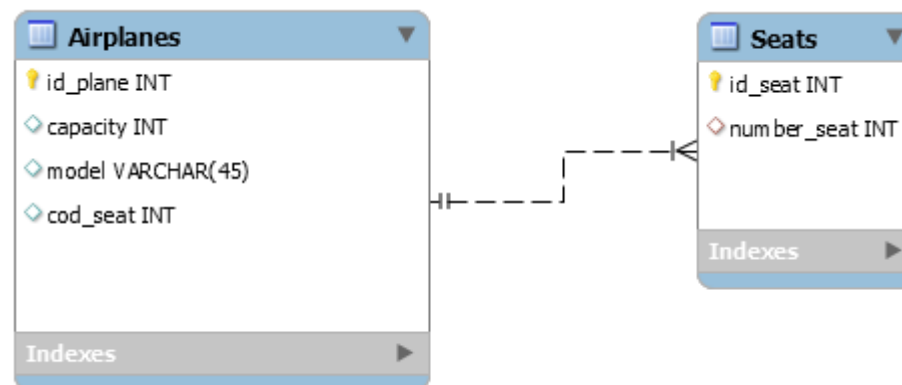 Airplanes
id_plane INT
capacity INT
model VARCHAR(45)
cod_seat INT
Indexes
Seats
id_seat INT
number_seat INT
Indexes